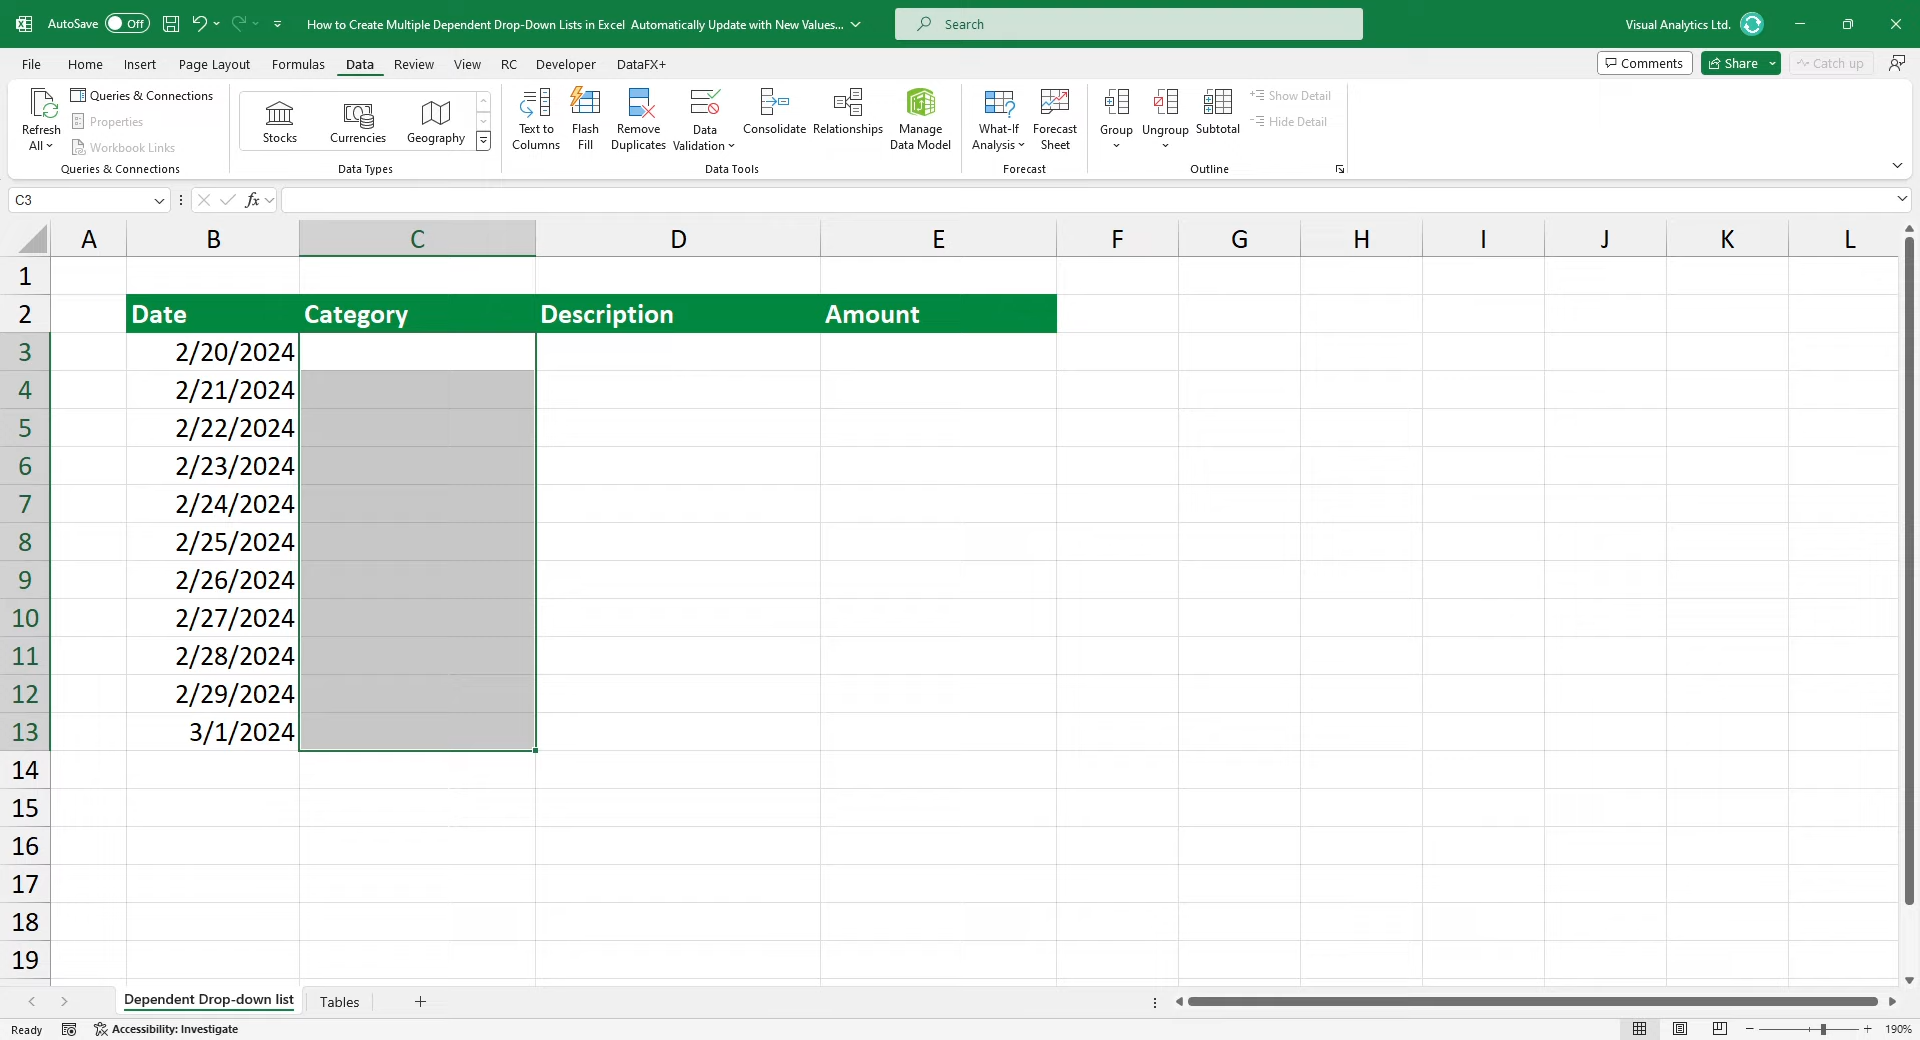 AutoSave Off How to Create Multiple Dependent Drop-Down Lists in Excel Automatically Update with New Values... Search Visual Analytics Ltd.
File Home Insert Page Layout Formulas Data Review View RC Developer DataFX+ Comments Share Catch up
Refresh All
Queries & Connections
Properties
Workbook Links
Queries & Connections
Stocks Currencies Geography
Data Types
Text to Columns
Flash Fill
Remove Duplicates
Data Validation
Consolidate
Relationships
Manage Data Model
Data Tools
What-If Analysis
Forecast Sheet
Forecast
Group
Ungroup
Subtotal
Show Detail
Hide Detail
Outline
C3 fx
A B C D E F G H I J K L
1
2 Date Category Description Amount
3 2/20/2024
4 2/21/2024
5 2/22/2024
6 2/23/2024
7 2/24/2024
8 2/25/2024
9 2/26/2024
10 2/27/2024
11 2/28/2024
12 2/29/2024
13 3/1/2024
14
15
16
17
18
19
Dependent Drop-down list Tables
Ready Accessibility: Investigate 190%